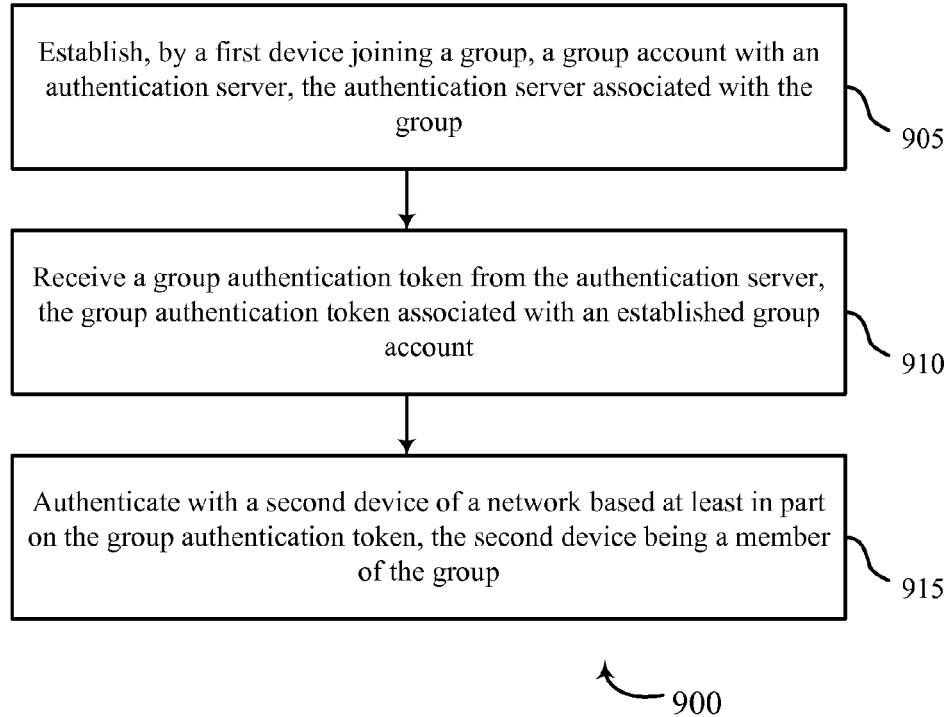 Establish, by a first device joining a group, a group account with an
authentication server, the authentication server associated with the
group
905
Receive a group authentication token from the authentication server,
the group authentication token associated with an established group
account
910
Authenticate with a second device of a network based at least in part
on the group authentication token, the second device being a member
of the group
915
900